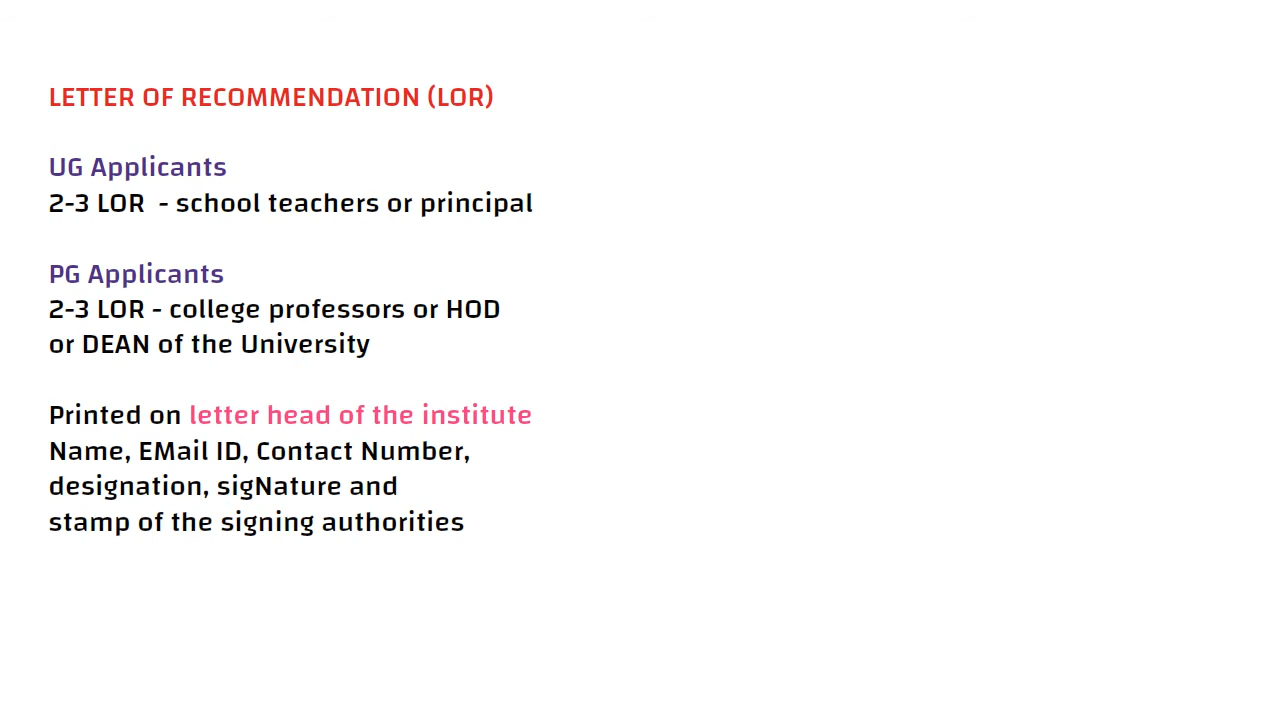 LETTER OF RECOMMENDATION (LOR)
UG Applicants
2-3 LOR  - school teachers or principal
PG Applicants
2-3 LOR - college professors or HOD
or DEAN of the University
Printed on letter head of the institute
Name, EMail ID, Contact Number,
designation, sigNature and
stamp of the signing authorities